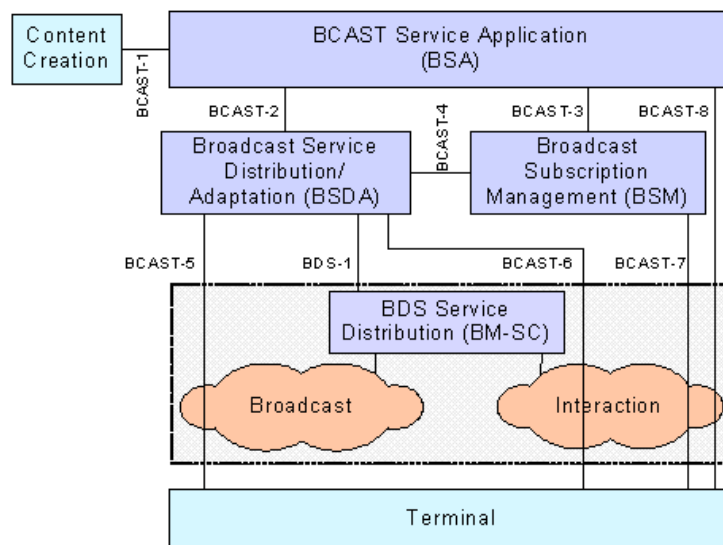 Content
Creation
BCAST-1
BCAST Service Application
(BSA)
BCAST-2
BCAST-4
BCAST-3
BCAST-8
Broadcast Service
Distribution/
Adaptation (BSDA)
Broadcast
Subscription
Management (BSM)
BCAST-5
BDS-1
BCAST-6
BCAST-7
BDS Service
Distribution (BM-SC)
Broadcast
Interaction
Terminal